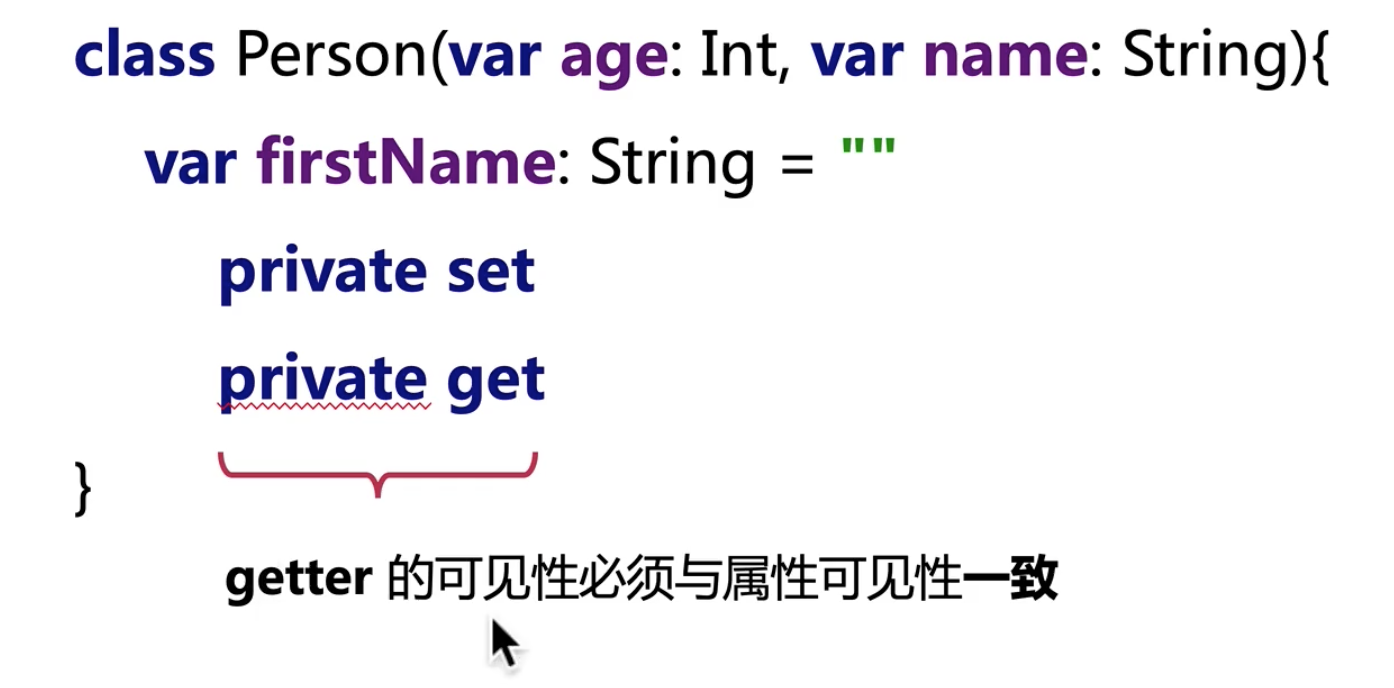 class Person(var age: Int, var name: String){
var firstName: String = ""
private set
private get
}
getter 的可见性必须与属性可见性一致